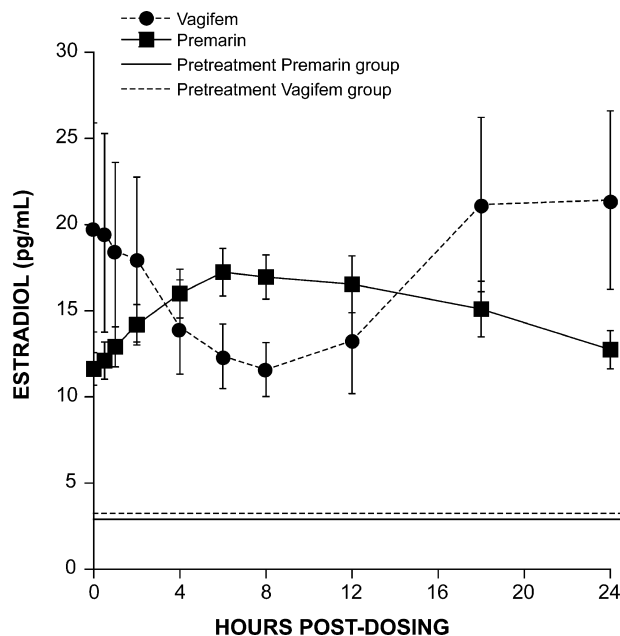 Vagifem
Premarin
Pretreatment Premarin group
Pretreatment Vagifem group
30
25
20
15
10
5
0
ESTRADIOL (pg/mL)
0 4 8 12 16 20 24
HOURS POST-DOSING